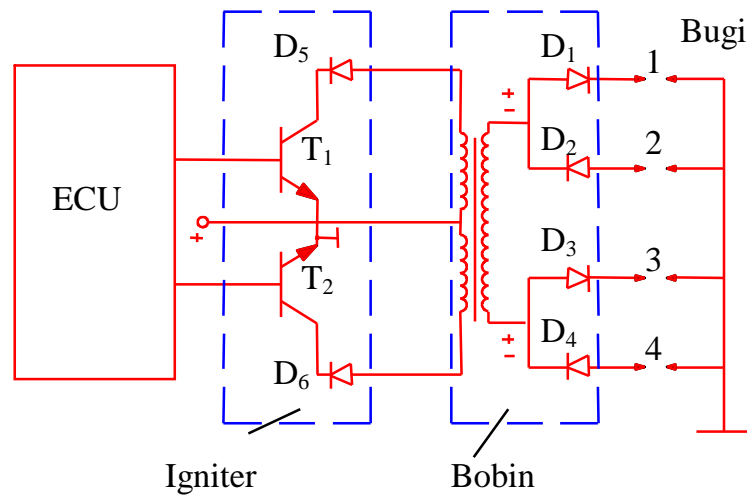 D5
D1
Bugi
1
D2
2
T1
ECU
+
-
+
D3
3
T2
D4
+
-
4
D6
Igniter
Bobin